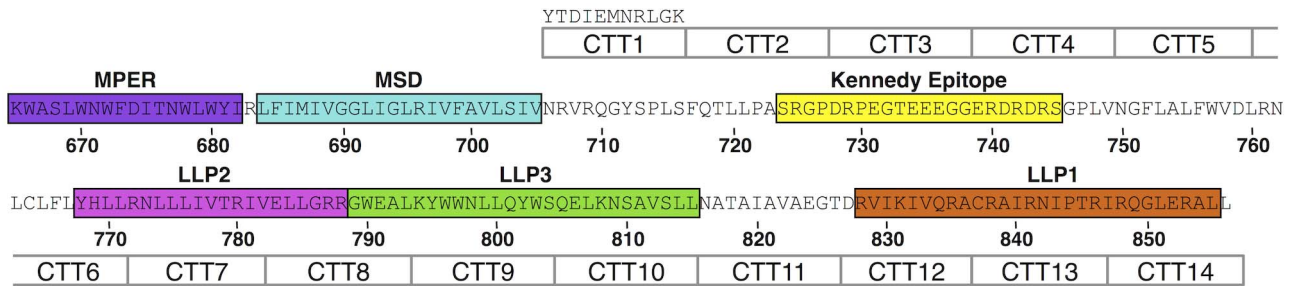 YTDIEMNRLGK
CTT1 CTT2 CTT3 CTT4 CTT5
MPER MSD Kennedy Epitope
KWASLWNWFDITNWLWYIRLFIMIVGGLIGLRIVFAVLSIVNRVRQGYSPLSFQTLLPASRGPDRPEGTEEEGGERDRDRSGPLVNGFLALFWVDLRN
670 680 690 700 710 720 730 740 750 760
LLP2 LLP3 LLP1
LCLFLYHLLRNLLLIVTRIVELLGRRGWEALKYWWNLLQYWSQELKNSAVSLLNATAIAVAEGTDRVIKIVQRACRAIRNIPTRIRQGLERALL
770 780 790 800 810 820 830 840 850
CTT6 CTT7 CTT8 CTT9 CTT10 CTT11 CTT12 CTT13 CTT14